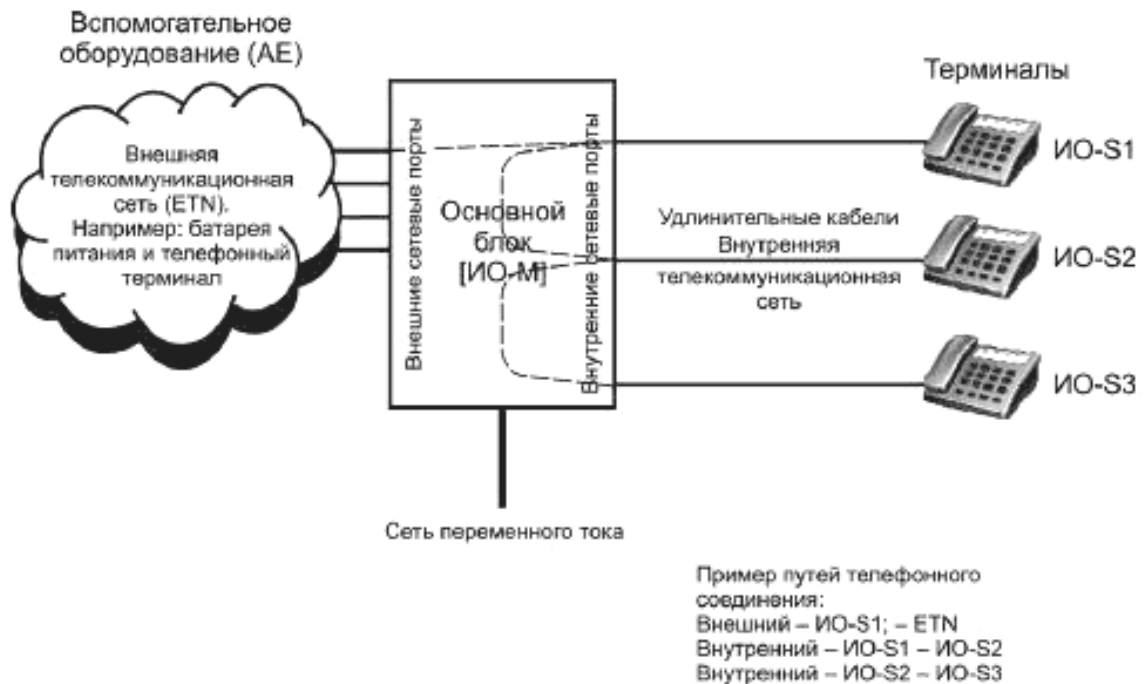 Вспомогательное
оборудование (АЕ)
Внешняя
телекоммуникационная
сеть (ETN).
Например: батарея
питания и телефонный
терминал
Внешние сетевые порты
Основной
блок
[ИО-М]
Внутренние сетевые порты
Терминалы
ИО-S1
Удлинительные кабели
Внутренняя
телекоммуникационная
сеть
ИО-S2
ИО-S3
Сеть переменного тока
Пример путей телефонного
соединения:
Внешний – ИО-S1; – ETN
Внутренний – ИО-S1 – ИО-S2
Внутренний – ИО-S2 – ИО-S3